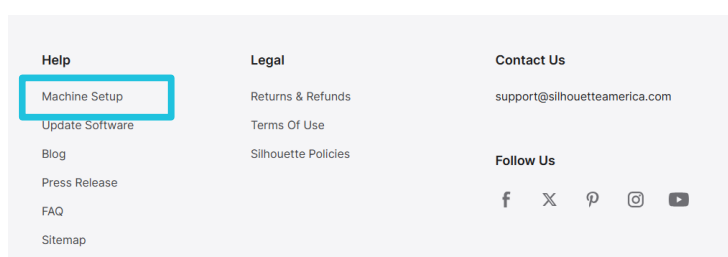 Help
Machine Setup
Update Software
Blog
Press Release
FAQ
Sitemap
Legal
Returns & Refunds
Terms Of Use
Silhouette Policies
Contact Us
support@silhouetteamerica.com
Follow Us